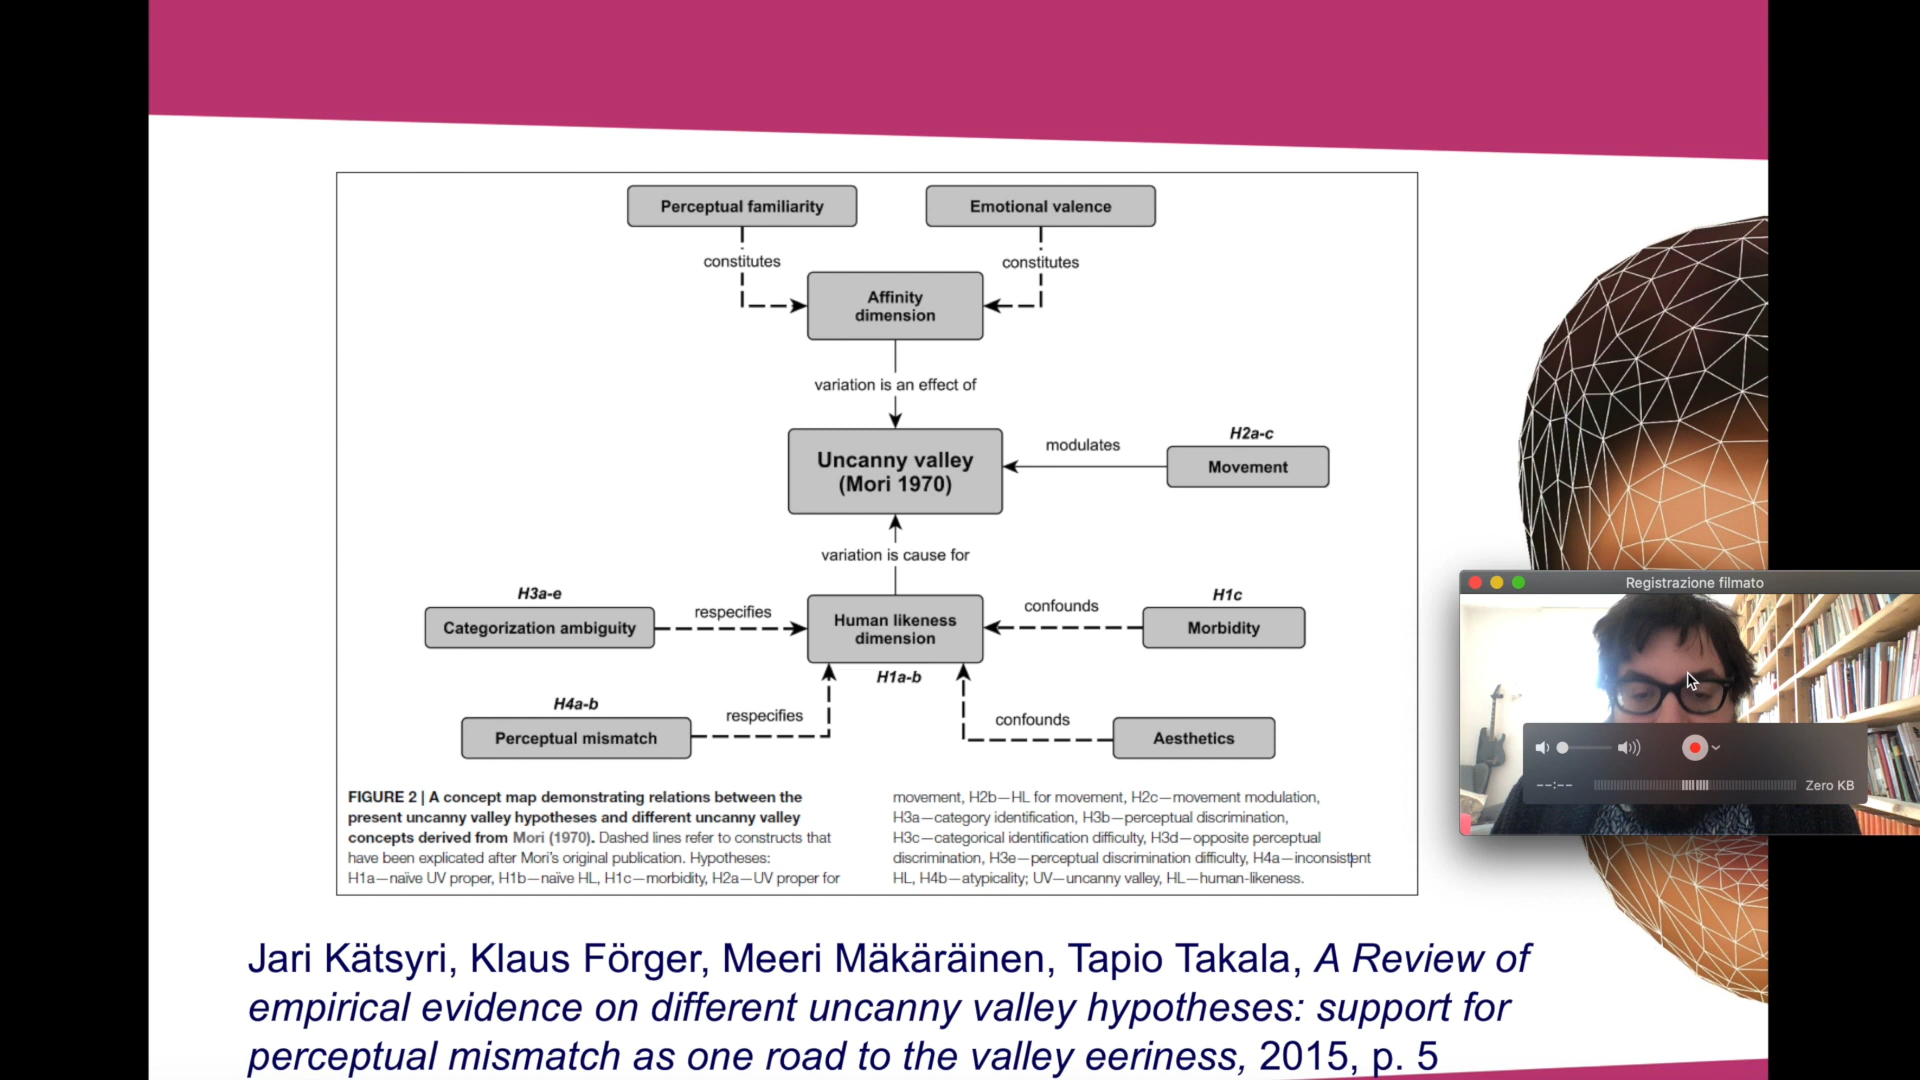 Perceptual familiarity
Emotional valence
constitutes
constitutes
Affinity
dimension
variation is an effect of
Uncanny valley
(Mori 1970)
modulates
H2a-c
Movement
variation is cause for
H3a-e
Categorization ambiguity
respecifies
Human likeness
dimension
H1a-b
confounds
H1c
Morbidity
H4a-b
Perceptual mismatch
respecifies
confounds
Aesthetics
FIGURE 2 | A concept map demonstrating relations between the
present uncanny valley hypotheses and different uncanny valley
concepts derived from Mori (1970). Dashed lines refer to constructs that
have been explicated after Mori's original publication. Hypotheses:
H1a—naïve UV proper, H1b—naïve HL, H1c—morbidity, H2a—UV proper for
movement, H2b—HL for movement, H2c—movement modulation,
H3a—category identification, H3b—perceptual discrimination,
H3c—categorical identification difficulty, H3d—opposite perceptual
discrimination, H3e—perceptual discrimination difficulty, H4a—inconsistent
HL, H4b—atypicality; UV—uncanny valley, HL—human-likeness.
Registrazione filmato
--:--
Zero KB
Jari Kätsyri, Klaus Förger, Meeri Mäkäräinen, Tapio Takala, A Review of
empirical evidence on different uncanny valley hypotheses: support for
perceptual mismatch as one road to the valley eeriness, 2015, p. 5